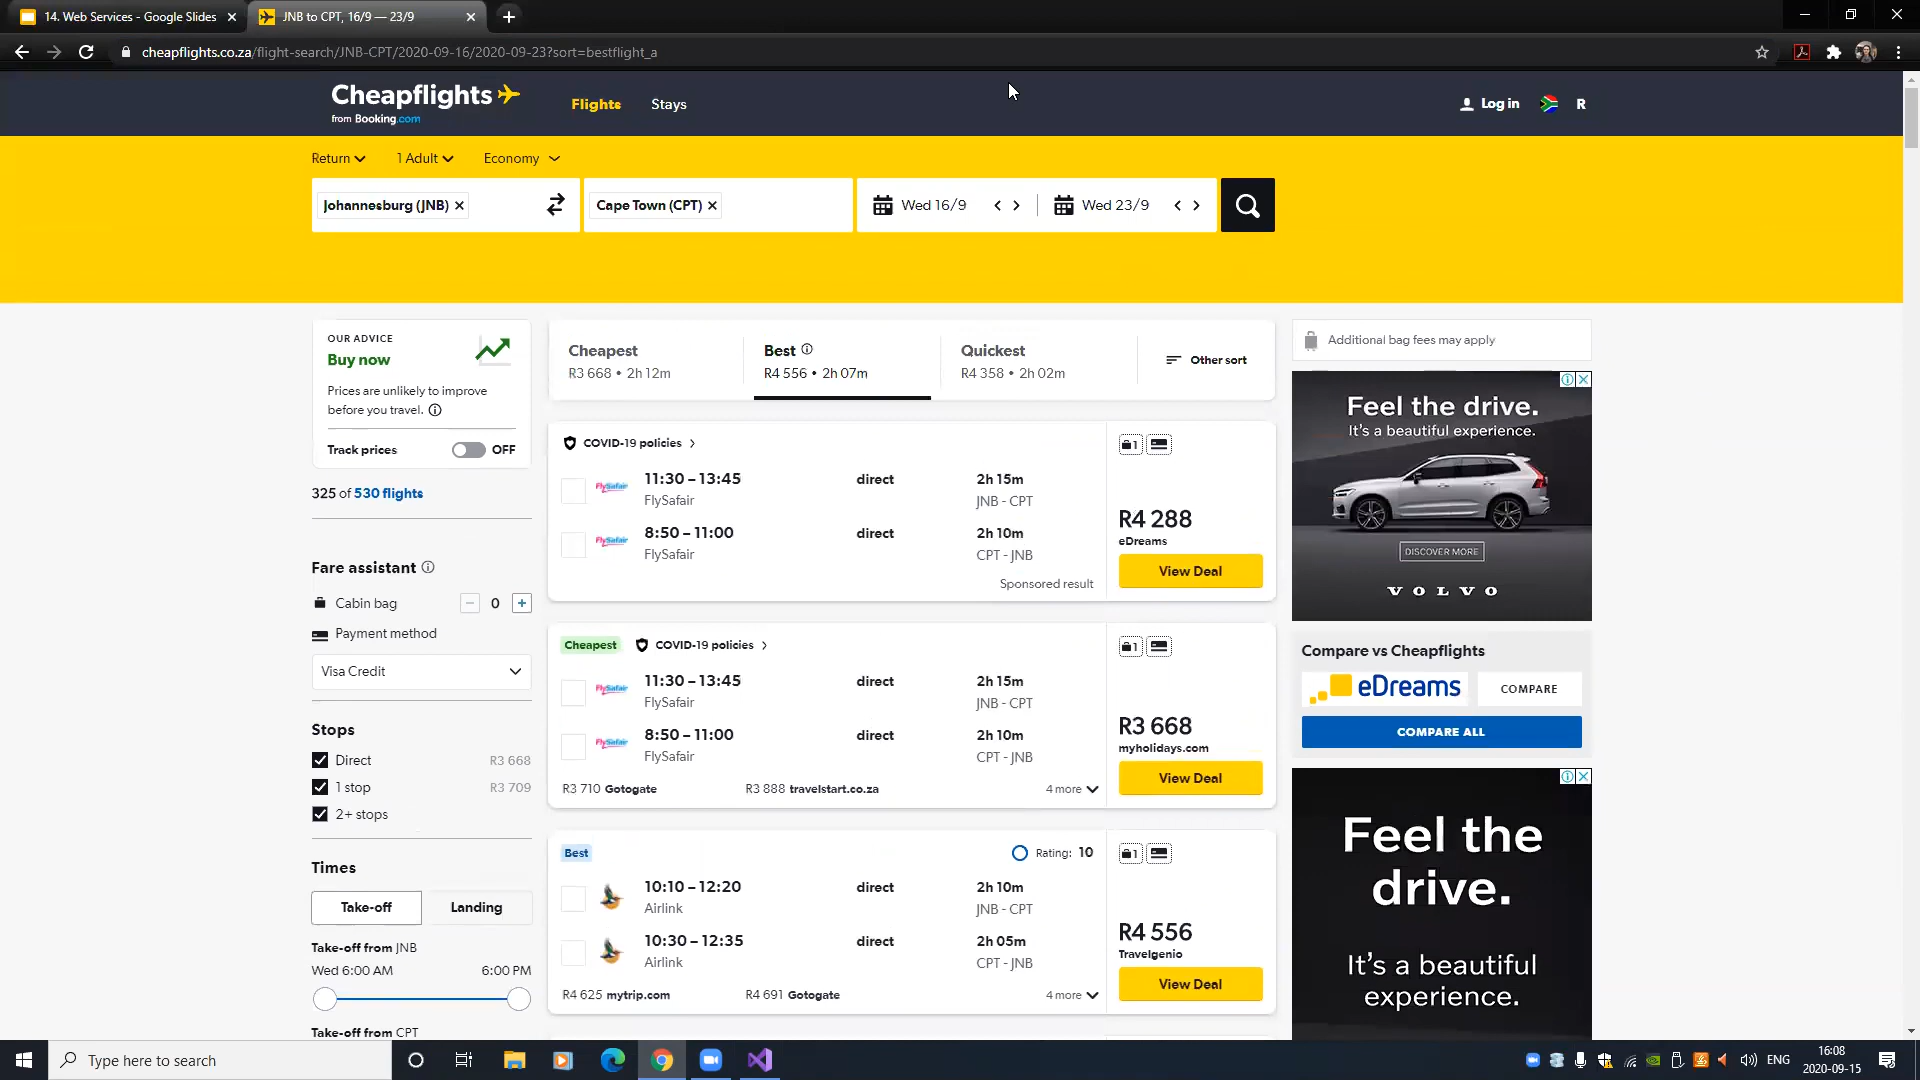 14. Web Services - Google Slides
JNB to CPT, 16/9 — 23/9
cheapflights.co.za/flight-search/JNB-CPT/2020-09-16/2020-09-23?sort=bestflight_a
Cheapflights
from Booking.com
Flights
Stays
Log in
R
Return
1 Adult
Economy
Johannesburg (JNB)
Cape Town (CPT)
Wed 16/9
Wed 23/9
OUR ADVICE
Buy now
Prices are unlikely to improve
before you travel.
Track prices OFF
325 of 530 flights
Fare assistant
Cabin bag 0
Payment method
Visa Credit
Stops
Direct R3 668
1 stop R3 709
2+ stops
Times
Take-off Landing
Take-off from JNB
Wed 6:00 AM 6:00 PM
Take-off from CPT
Cheapest
R3 668 • 2h 12m
Best
R4 556 • 2h 07m
Quickest
R4 358 • 2h 02m
Other sort
COVID-19 policies
11:30 – 13:45 direct 2h 15m
FlySafair JNB - CPT
8:50 – 11:00 direct 2h 10m
FlySafair CPT - JNB
Sponsored result
1
R4 288
eDreams
View Deal
Cheapest COVID-19 policies
11:30 – 13:45 direct 2h 15m
FlySafair JNB - CPT
8:50 – 11:00 direct 2h 10m
FlySafair CPT - JNB
R3 710 Gotogate R3 888 travelstart.co.za 4 more
1
R3 668
myholidays.com
View Deal
Best Rating: 10
10:10 – 12:20 direct 2h 10m
Airlink JNB - CPT
10:30 – 12:35 direct 2h 05m
Airlink CPT - JNB
R4 625 mytrip.com R4 691 Gotogate 4 more
1
R4 556
Travelgenio
View Deal
Additional bag fees may apply
Feel the drive.
It's a beautiful experience.
DISCOVER MORE
VOLVO
Compare vs Cheapflights
eDreams
COMPARE
COMPARE ALL
Feel the
drive.
It's a beautiful
experience.
Type here to search
ENG
16:08
2020-09-15